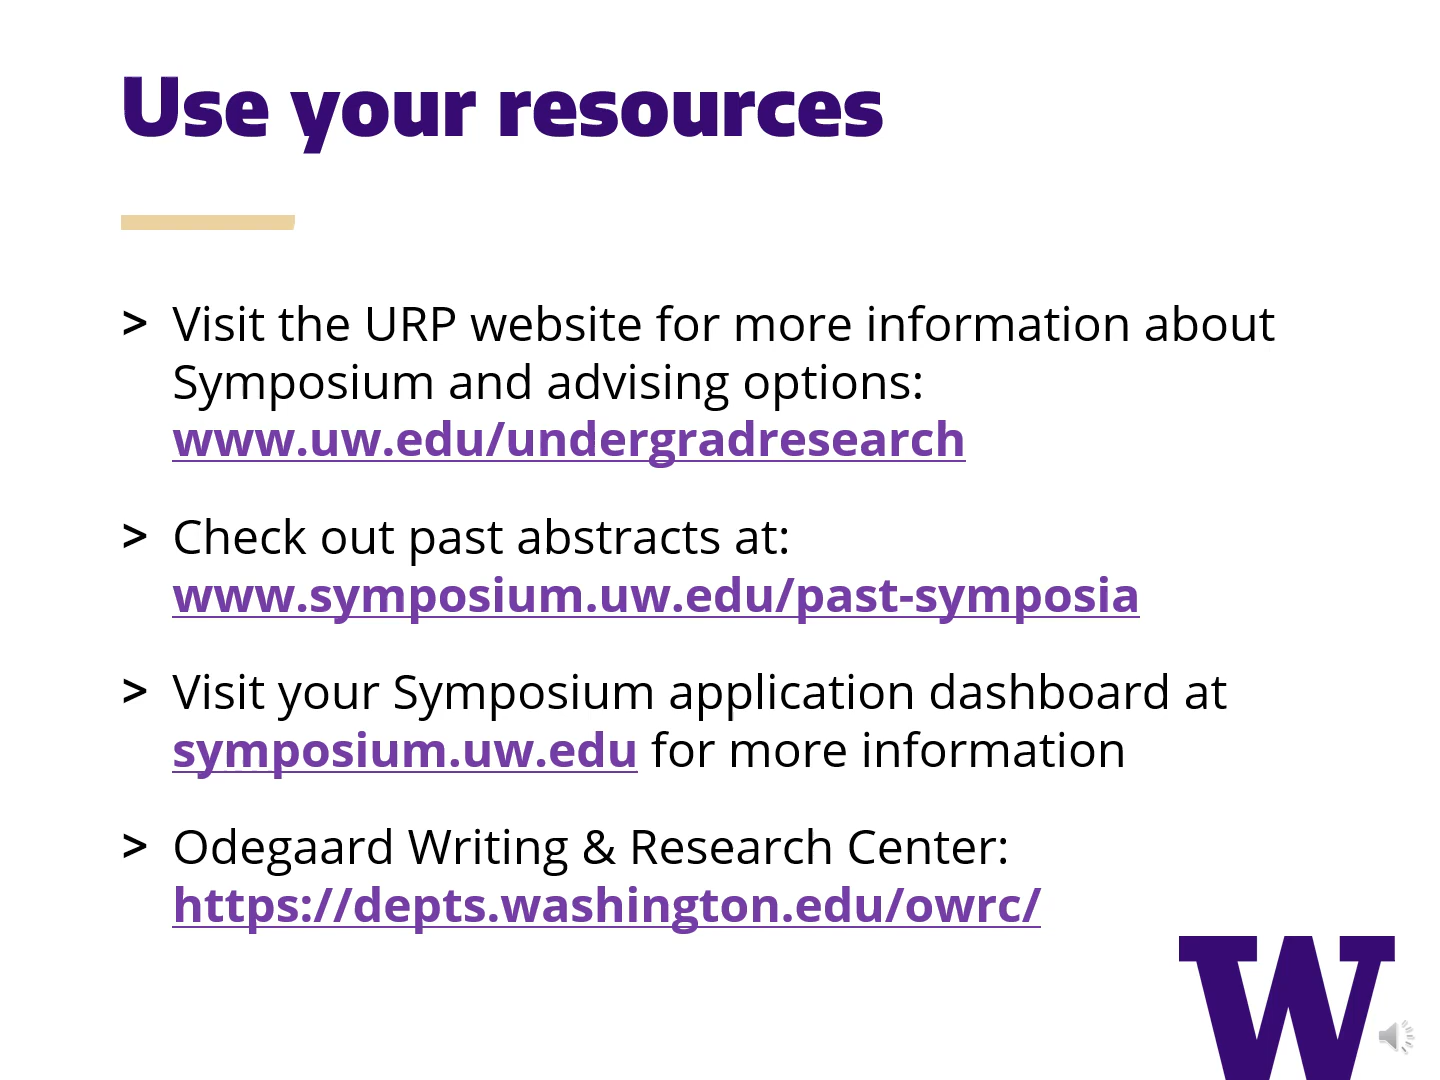 Use your resources
> Visit the URP website for more information about
Symposium and advising options:
www.uw.edu/undergradresearch
> Check out past abstracts at:
www.symposium.uw.edu/past-symposia
> Visit your Symposium application dashboard at
symposium.uw.edu for more information
> Odegaard Writing & Research Center:
https://depts.washington.edu/owrc/
W